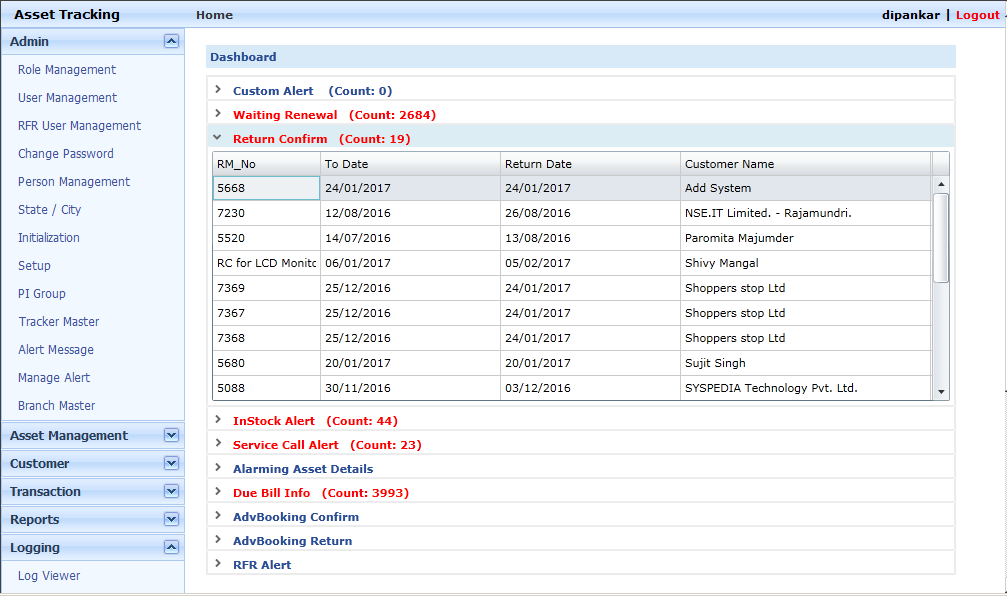 Asset Tracking Home dipankar | Logout
Admin
Role Management
User Management
RFR User Management
Change Password
Person Management
State / City
Initialization
Setup
PI Group
Tracker Master
Alert Message
Manage Alert
Branch Master
Asset Management
Customer
Transaction
Reports
Logging
Log Viewer
Dashboard
Custom Alert (Count: 0)
Waiting Renewal (Count: 2684)
Return Confirm (Count: 19)
RM_No To Date Return Date Customer Name
5668 24/01/2017 24/01/2017 Add System
7230 12/08/2016 26/08/2016 NSE.IT Limited. - Rajamundri.
5520 14/07/2016 13/08/2016 Paromita Majumder
RC for LCD Monitc 06/01/2017 05/02/2017 Shivy Mangal
7369 25/12/2016 24/01/2017 Shoppers stop Ltd
7367 25/12/2016 24/01/2017 Shoppers stop Ltd
7368 25/12/2016 24/01/2017 Shoppers stop Ltd
5680 20/01/2017 20/01/2017 Sujit Singh
5088 30/11/2016 03/12/2016 SYSPEDIA Technology Pvt. Ltd.
InStock Alert (Count: 44)
Service Call Alert (Count: 23)
Alarming Asset Details
Due Bill Info (Count: 3993)
AdvBooking Confirm
AdvBooking Return
RFR Alert